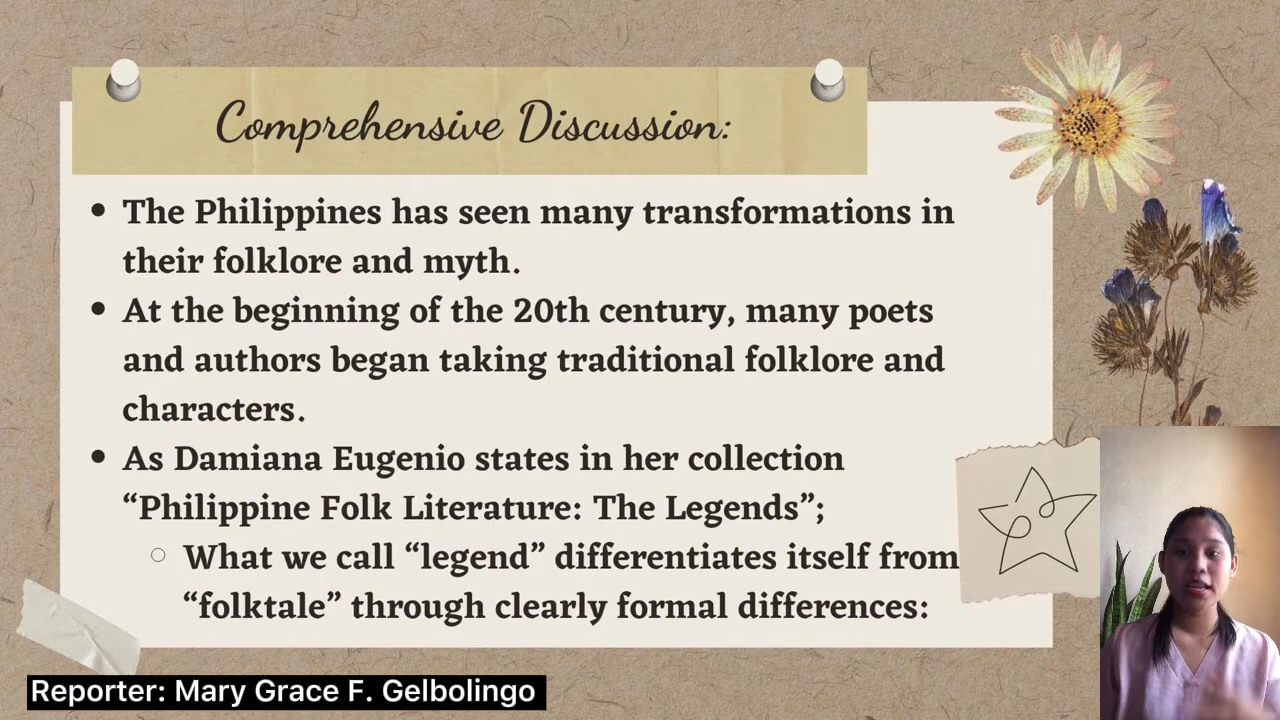 Comprehensive Discussion:
• The Philippines has seen many transformations in
their folklore and myth.
• At the beginning of the 20th century, many poets
and authors began taking traditional folklore and
characters.
• As Damiana Eugenio states in her collection
“Philippine Folk Literature: The Legends”;
○ What we call “legend” differentiates itself from
“folktale” through clearly formal differences:
Reporter: Mary Grace F. Gelbolingo